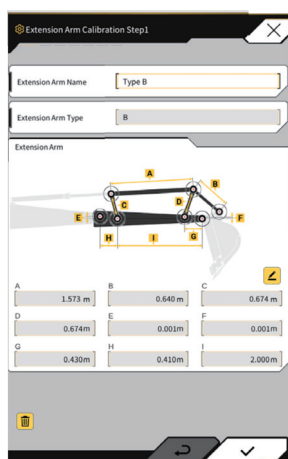 Extension Arm Calibration Step1
Extension Arm Name
Type B
Extension Arm Type
B
Extension Arm
A
B
C
D
E
F
G
H
I
A
B
C
1.573 m
0.640 m
0.674 m
D
E
F
0.674m
0.001m
0.001m
G
H
I
0.430m
0.410m
2.000m